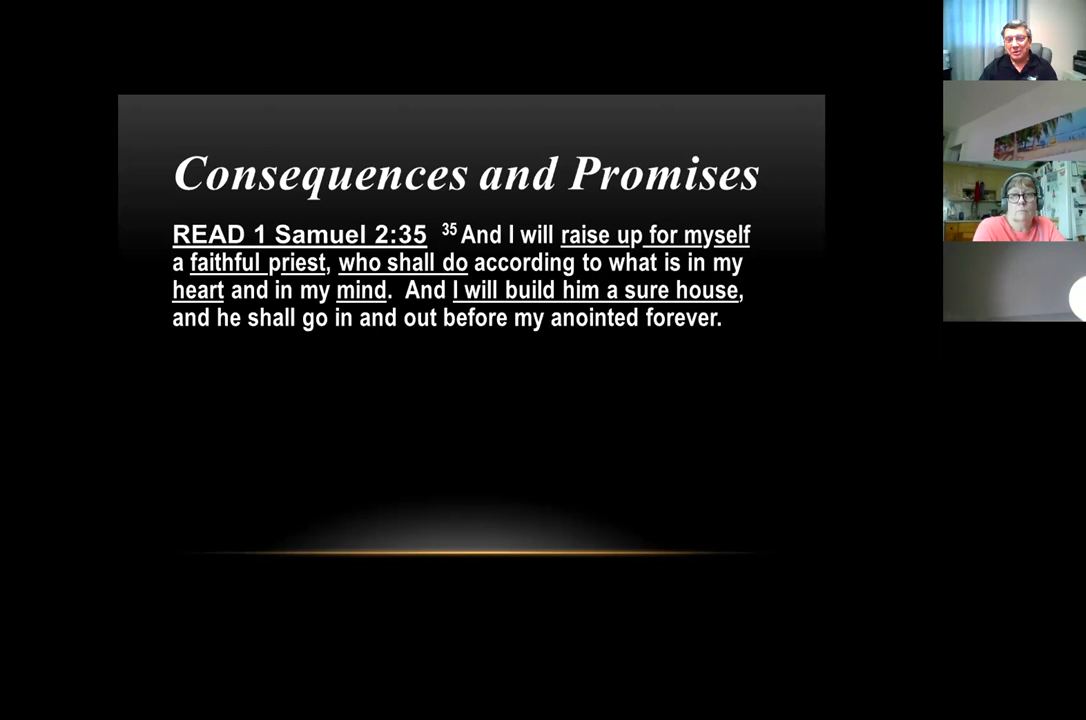 Consequences and Promises
READ 1 Samuel 2:35 35 And I will raise up for myself
a faithful priest, who shall do according to what is in my
heart and in my mind. And I will build him a sure house,
and he shall go in and out before my anointed forever.